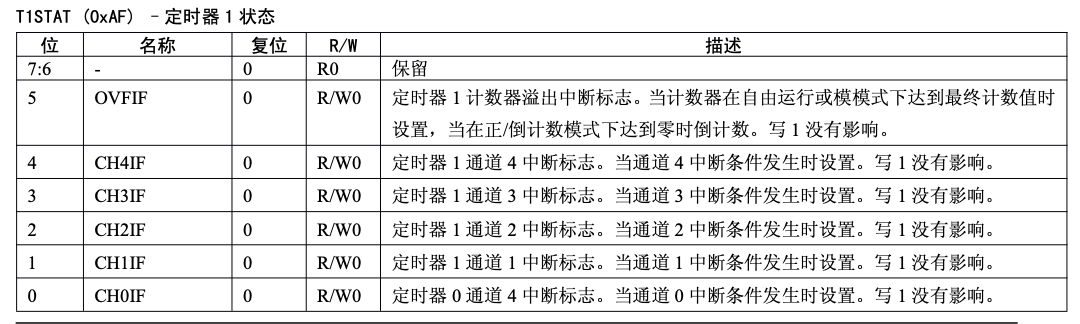 T1STAT (0xAF) - 定时器 1 状态
位 名称 复位 R/W 描述
7:6 - 0 R0 保留
5 OVFIF 0 R/W0 定时器 1 计数器溢出中断标志。当计数器在自由运行或模模式下达到最终计数值时
设置，当在正/倒计数模式下达到零时倒计数。写 1 没有影响。
4 CH4IF 0 R/W0 定时器 1 通道 4 中断标志。当通道 4 中断条件发生时设置。写 1 没有影响。
3 CH3IF 0 R/W0 定时器 1 通道 3 中断标志。当通道 3 中断条件发生时设置。写 1 没有影响。
2 CH2IF 0 R/W0 定时器 1 通道 2 中断标志。当通道 2 中断条件发生时设置。写 1 没有影响。
1 CH1IF 0 R/W0 定时器 1 通道 1 中断标志。当通道 1 中断条件发生时设置。写 1 没有影响。
0 CH0IF 0 R/W0 定时器 0 通道 4 中断标志。当通道 0 中断条件发生时设置。写 1 没有影响。